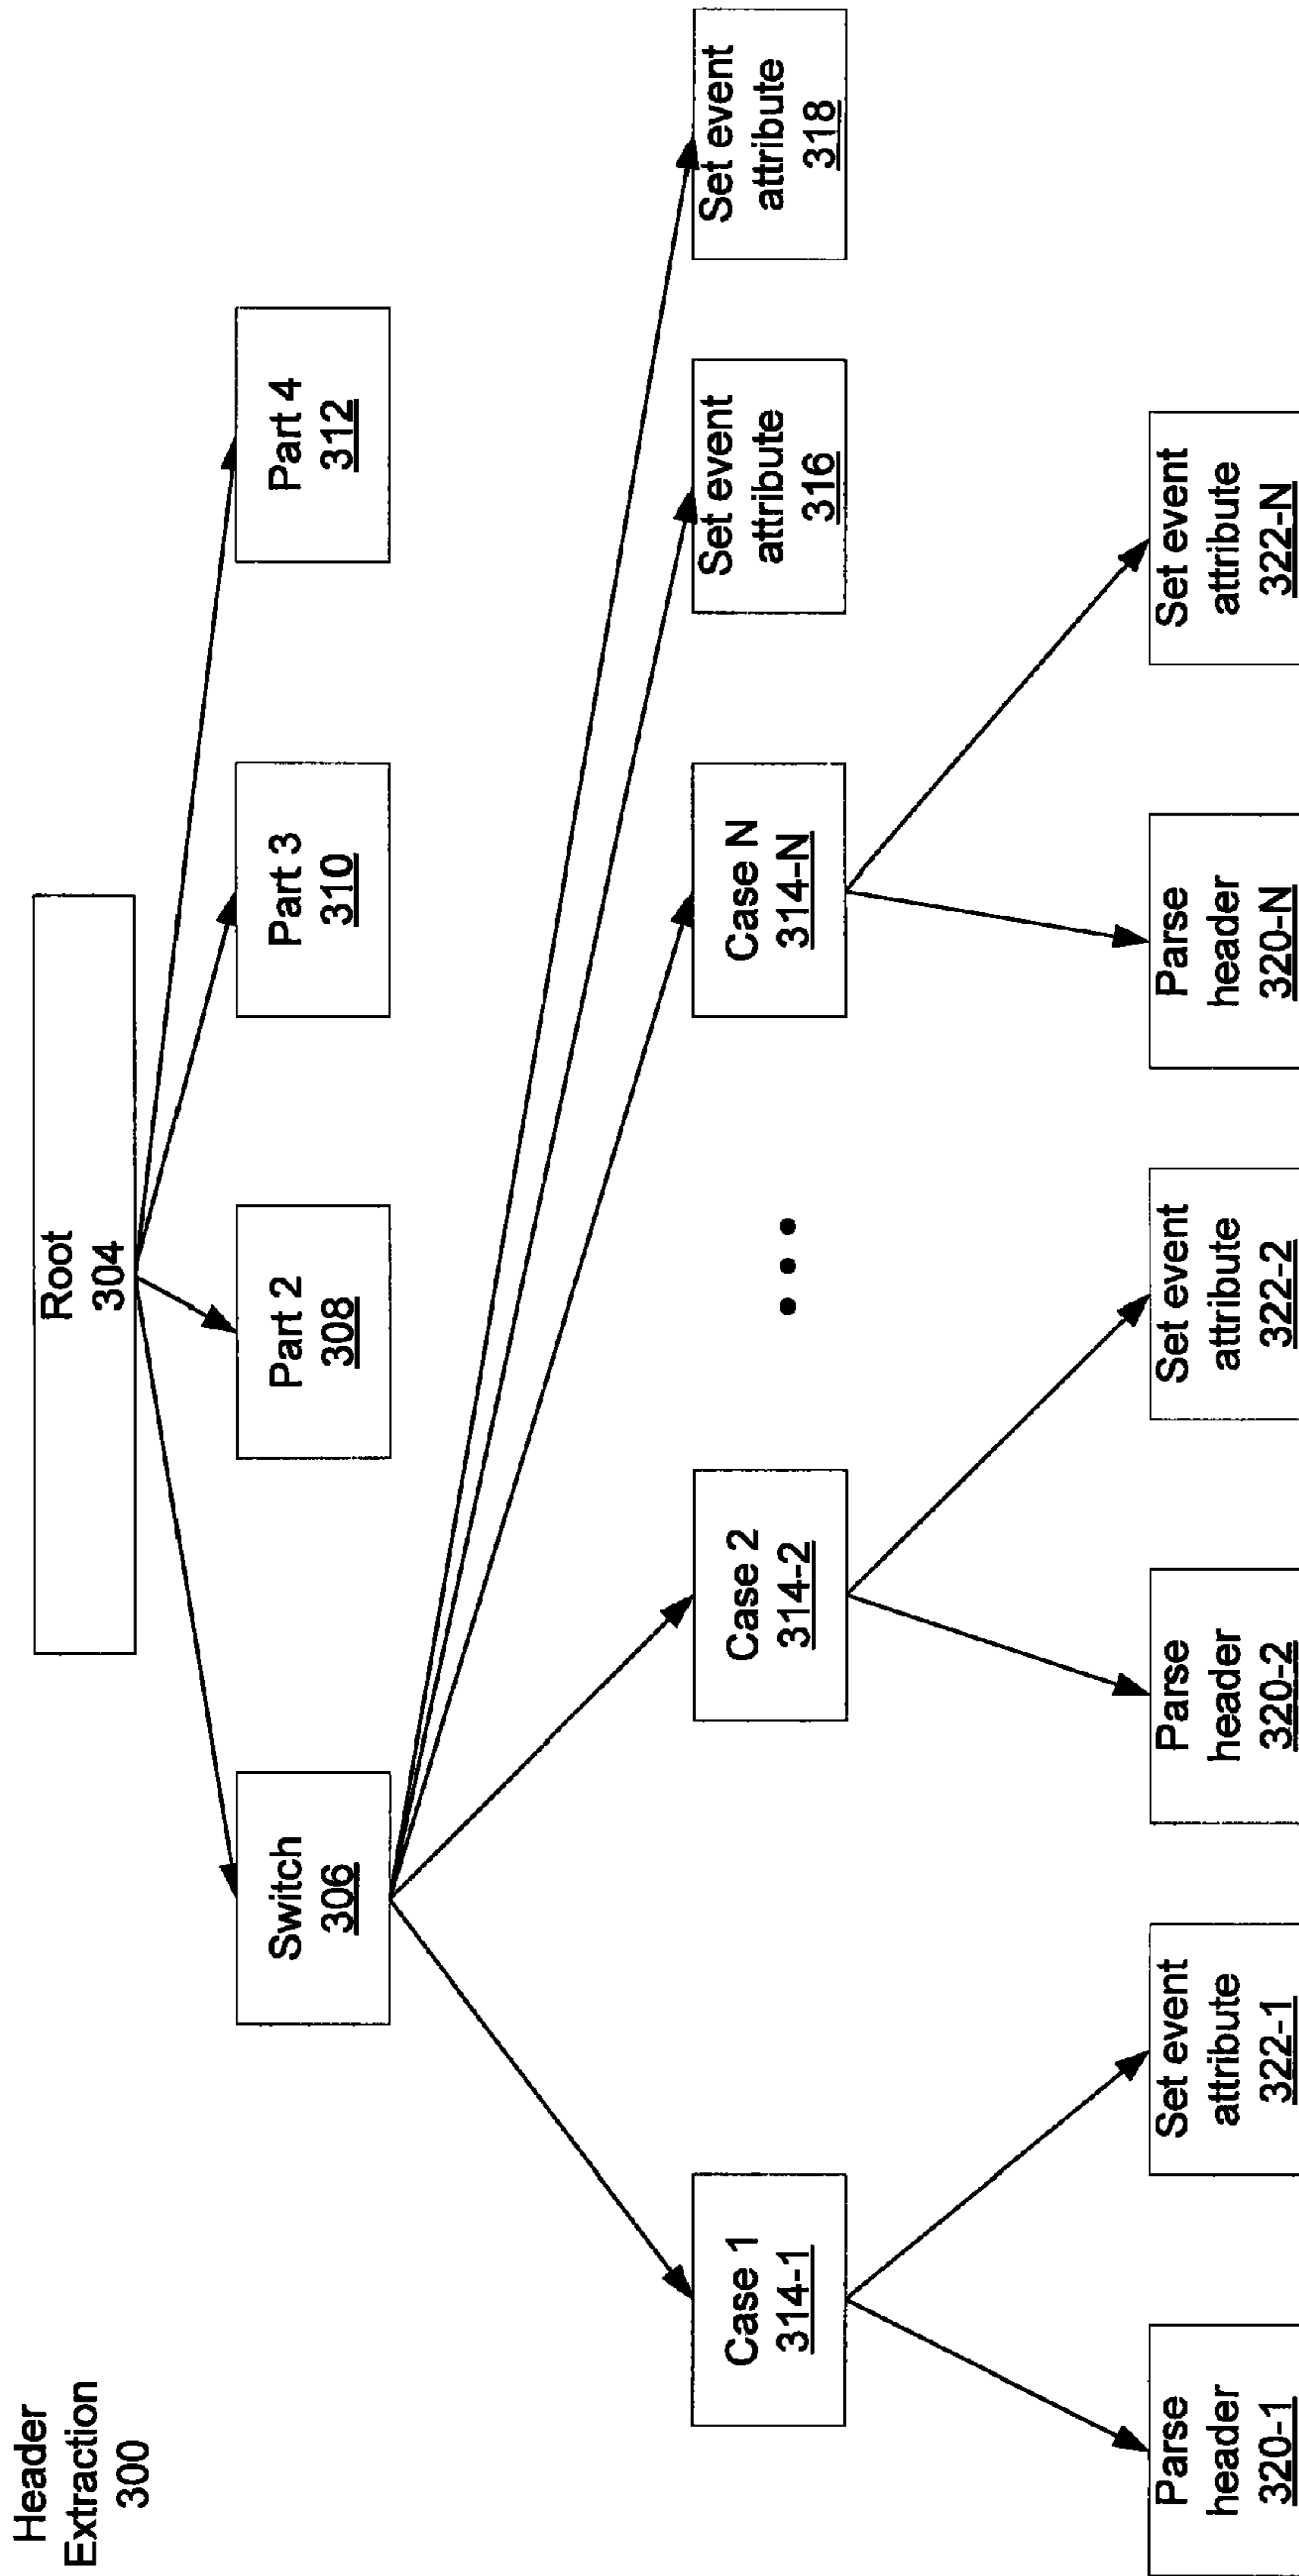 Header
Extraction
300
Root
304
Switch
306
Part 2
308
Part 3
310
Part 4
312
Case 1
314-1
Case 2
314-2
Case N
314-N
Set event
attribute
316
Set event
attribute
318
Parse
header
320-1
Set event
attribute
322-1
Parse
header
320-2
Set event
attribute
322-2
Parse
header
320-N
Set event
attribute
322-N